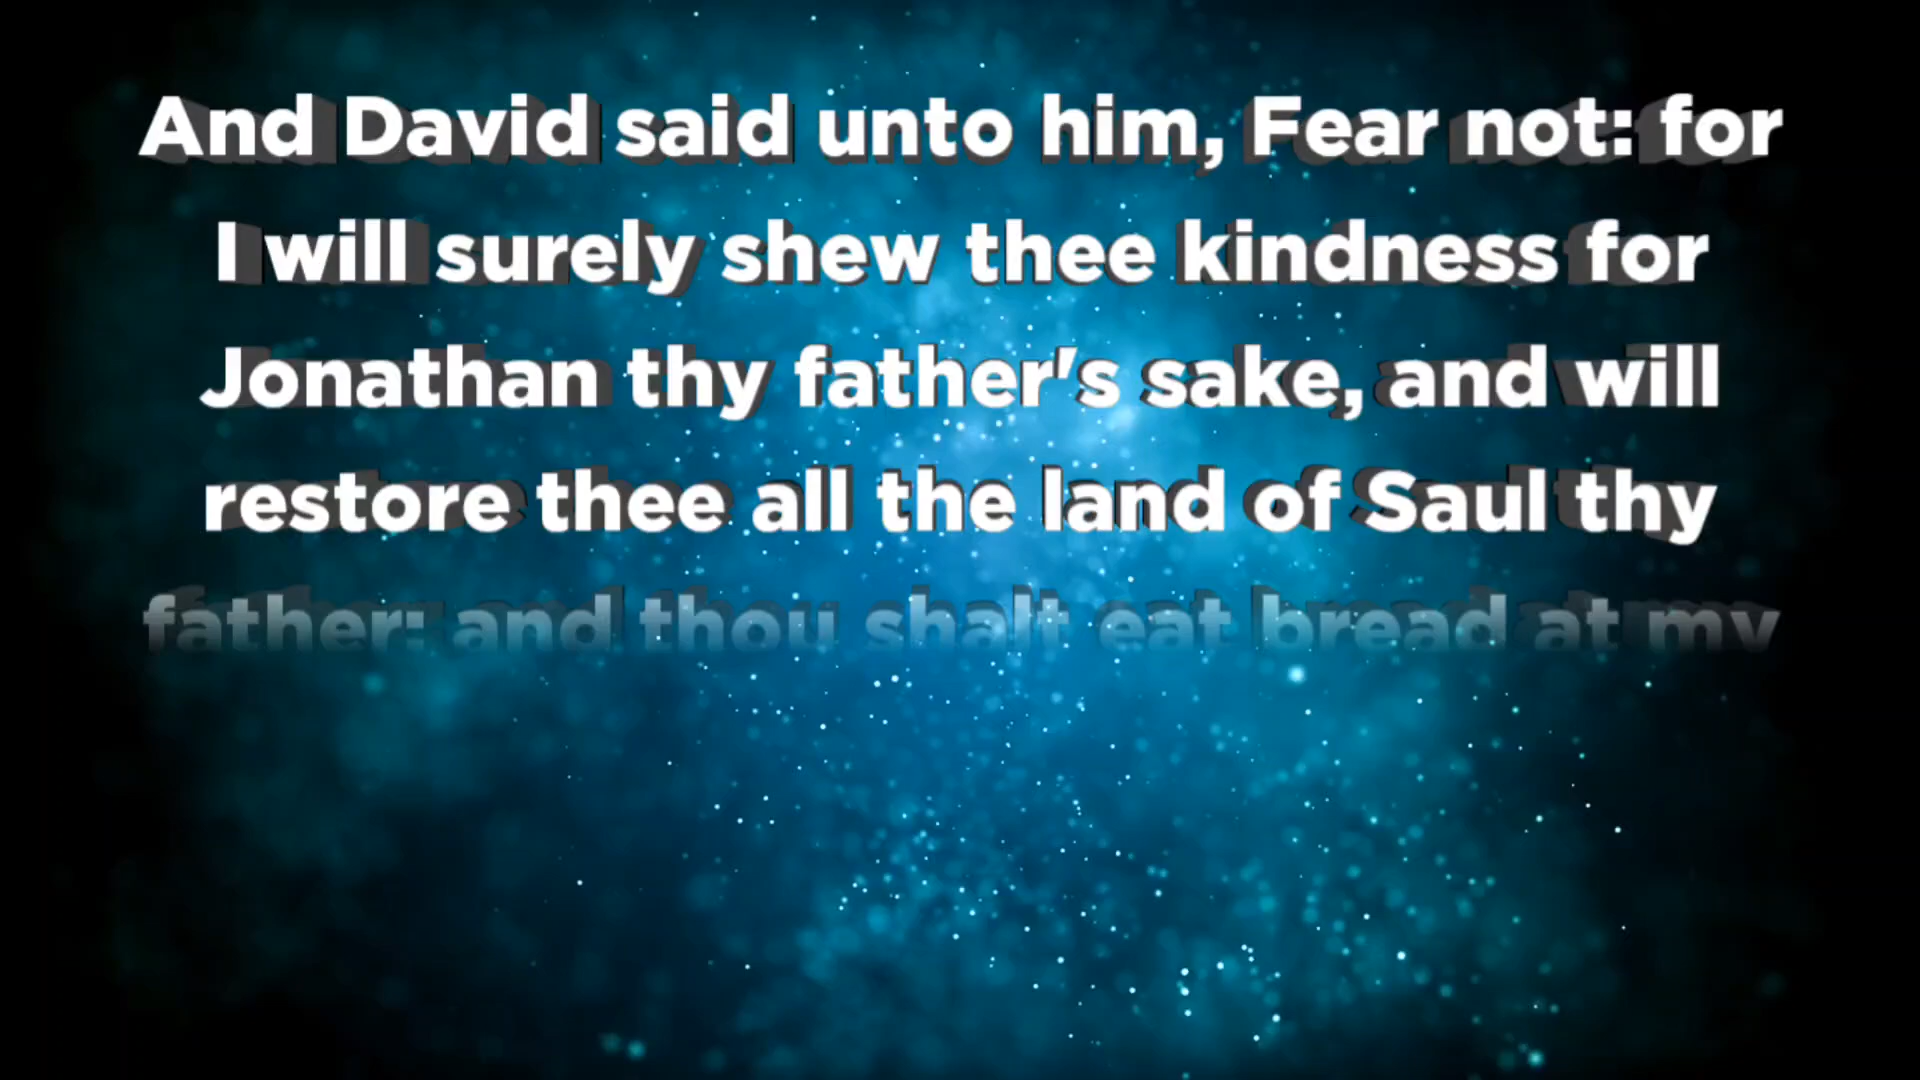 And David said unto him, Fear not: for
I will surely shew thee kindness for
Jonathan thy father's sake, and will
restore thee all the land of Saul thy
father; and thou shalt eat bread at my